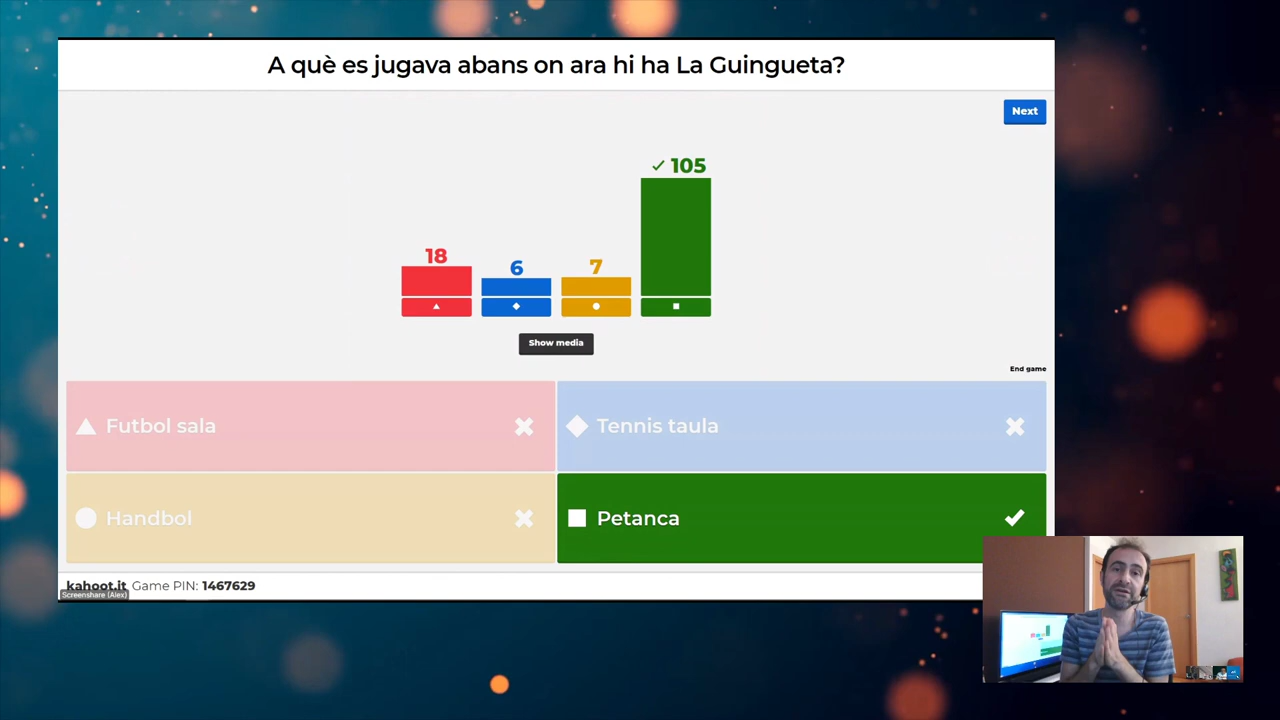 A què es jugava abans on ara hi ha La Guingueta?
Next
105
18
6
7
Show media
End game
Futbol sala
Tennis taula
Handbol
Petanca
kahoot.it Game PIN: 1467629
Screenshare (Alex)